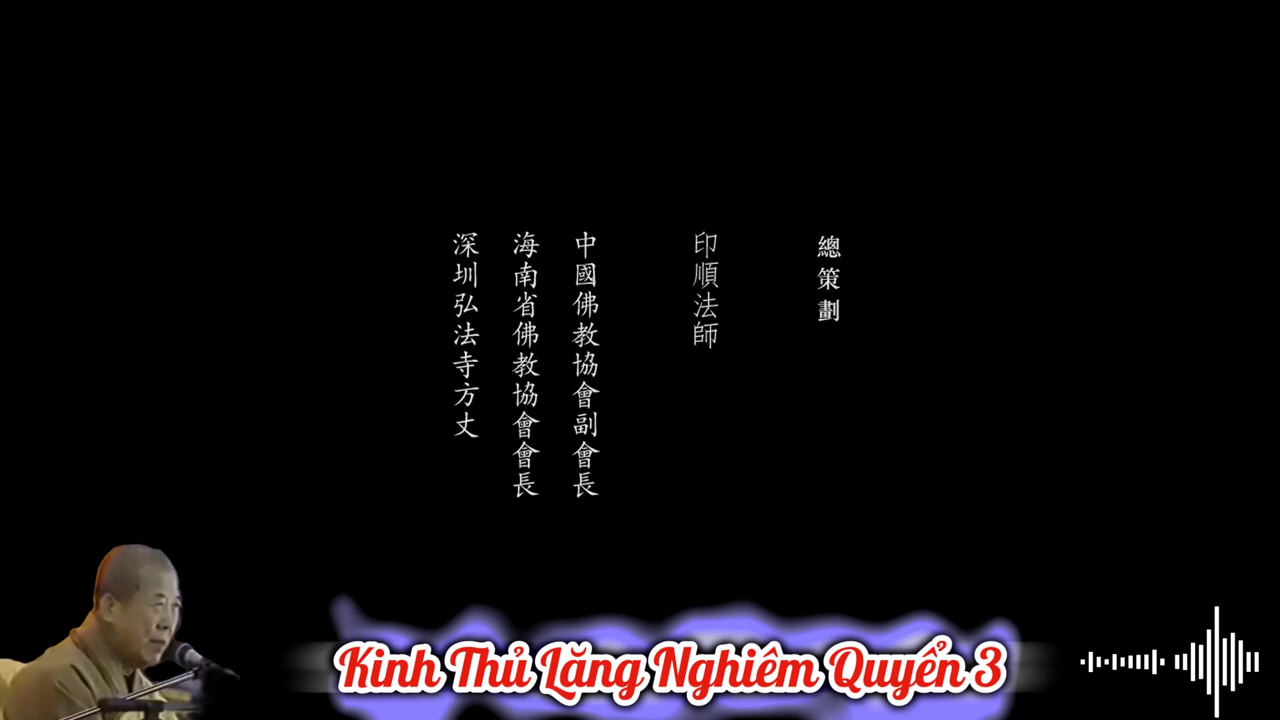 總策劃
印順法師
中國佛教協會副會長
海南省佛教協會會長
深圳弘法寺方丈
Kinh Thủ Lăng Nghiêm Quyển 3